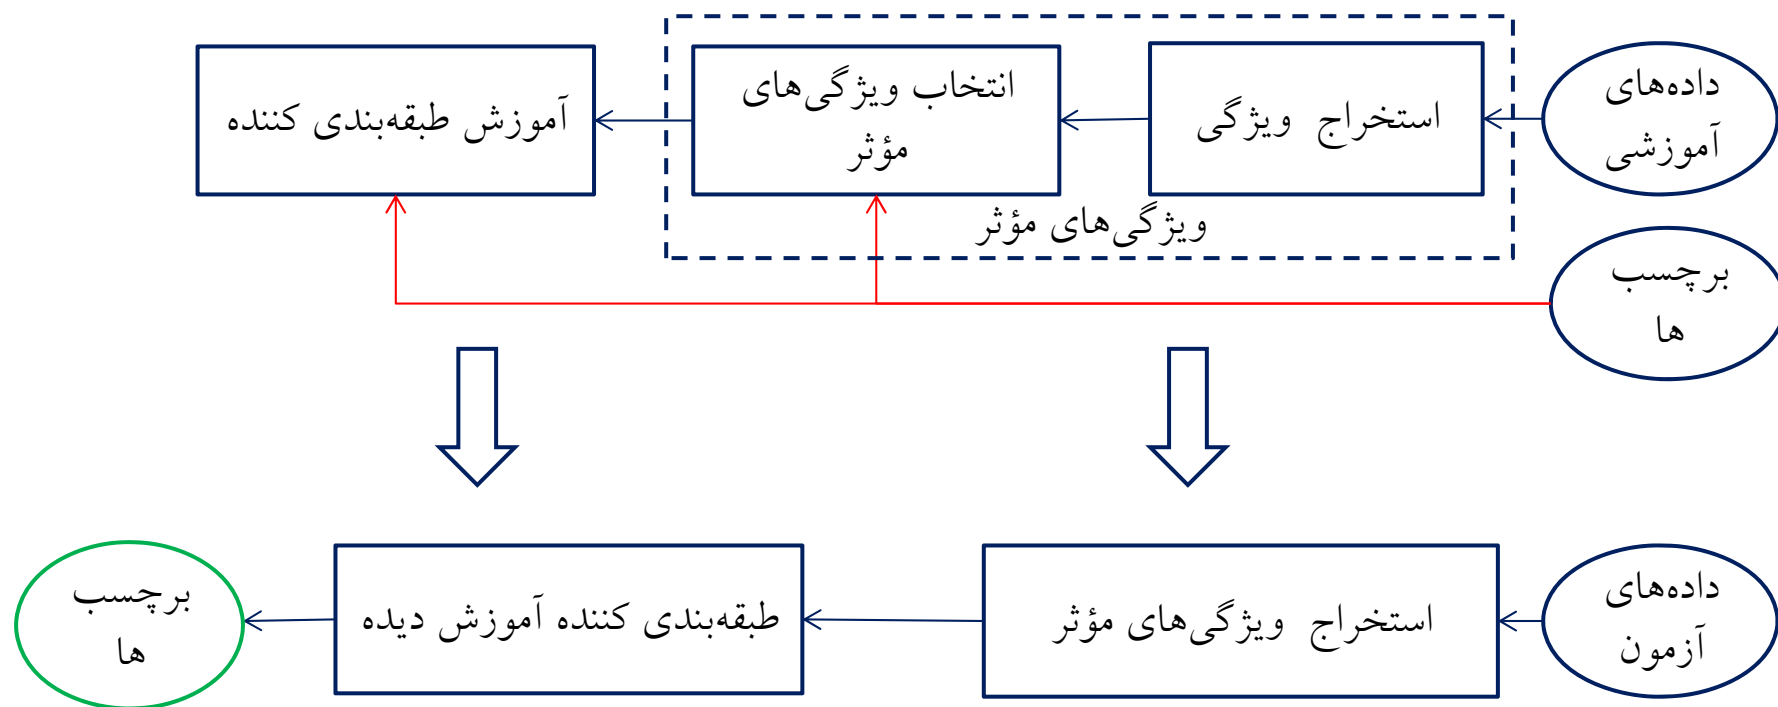 داده‌های
آموزشی
استخراج ویژگی
انتخاب ویژگی‌های
مؤثر
آموزش طبقه‌بندی کننده
ویژگی‌های مؤثر
برچسب
ها
داده‌های
آزمون
استخراج ویژگی‌های مؤثر
طبقه‌بندی کننده آموزش دیده
برچسب
ها